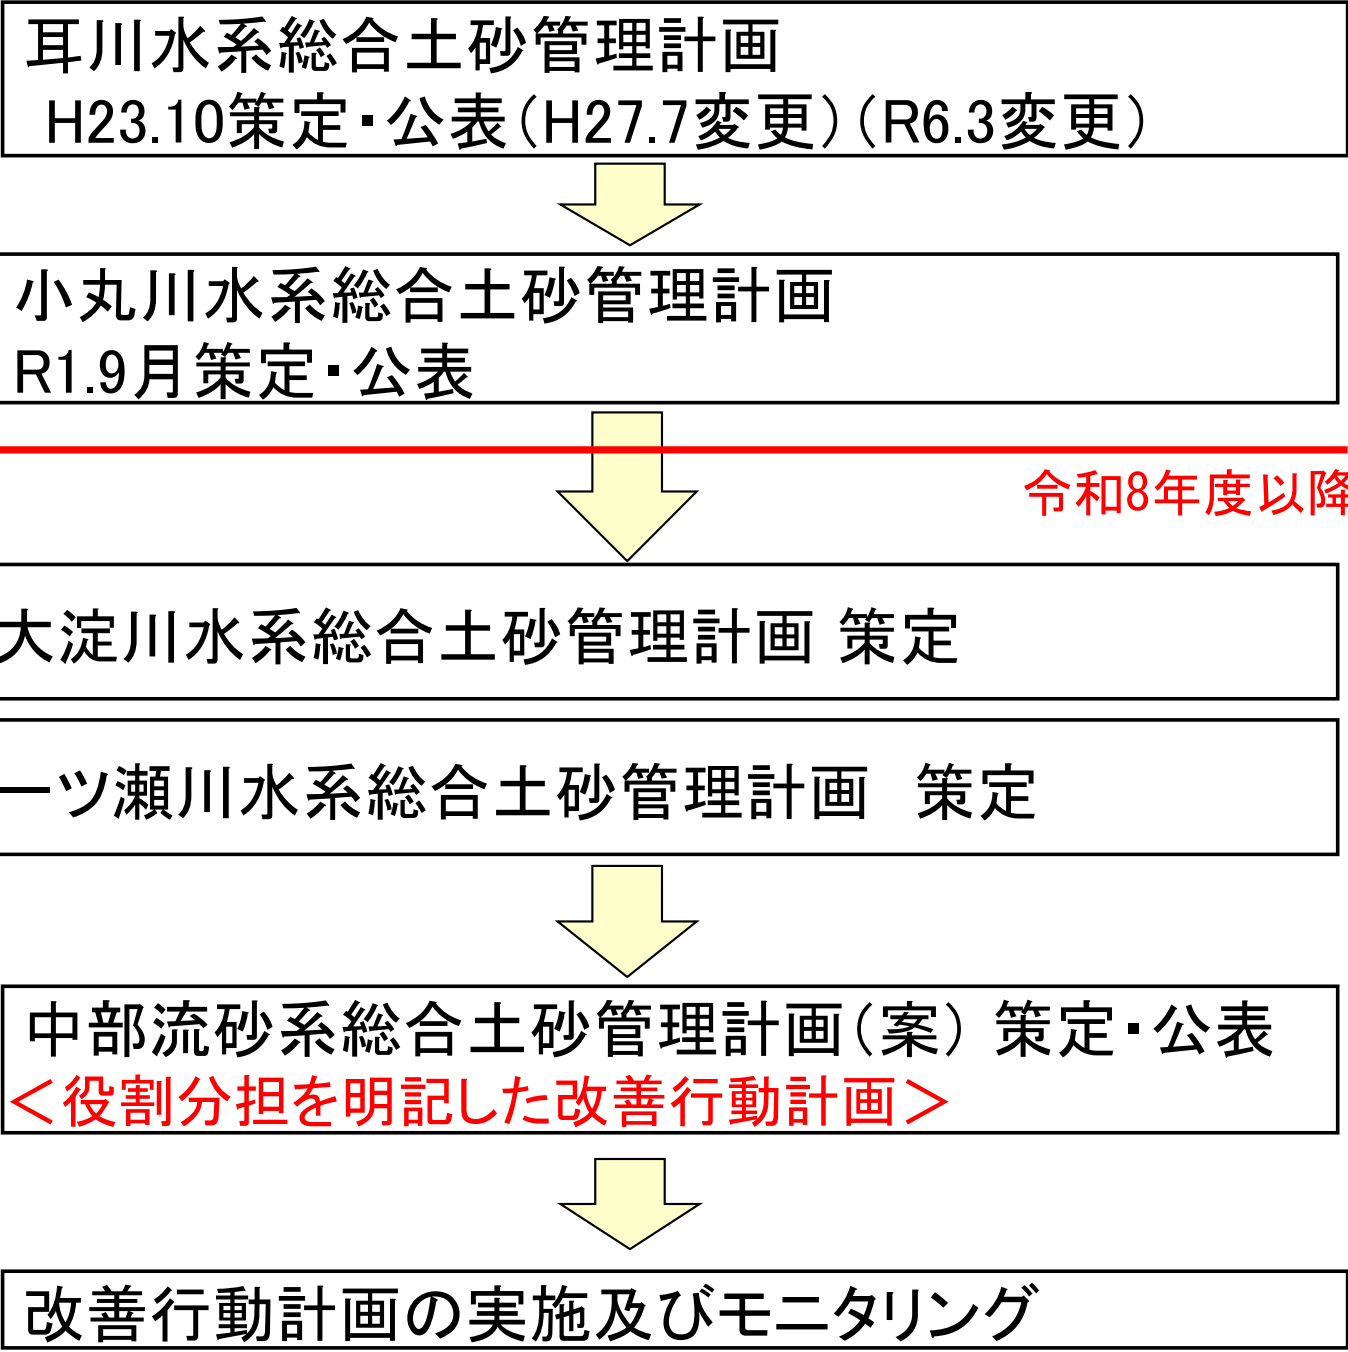 耳川水系総合土砂管理計画
H23.10策定・公表（H27.7変更）（R6.3変更）
小丸川水系総合土砂管理計画
R1.9月策定・公表
令和8年度以降
大淀川水系総合土砂管理計画 策定
一ツ瀬川水系総合土砂管理計画　策定
中部流砂系総合土砂管理計画（案） 策定・公表
＜役割分担を明記した改善行動計画＞
改善行動計画の実施及びモニタリング